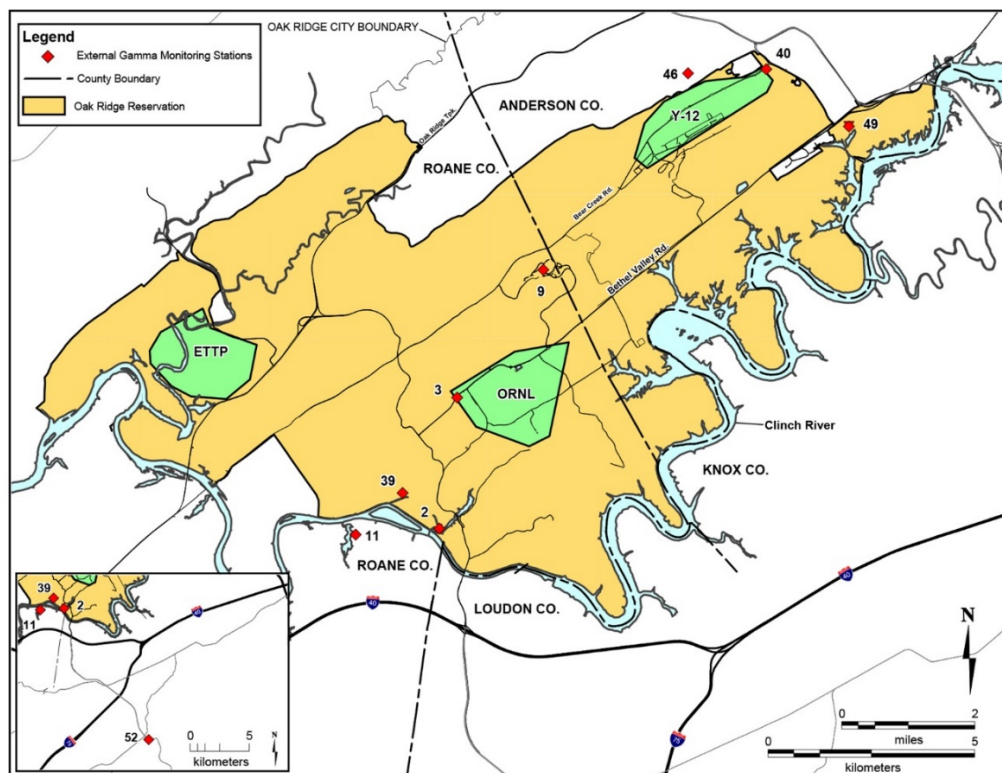 OAK RIDGE CITY BOUNDARY
Legend
External Gamma Monitoring Stations
County Boundary
Oak Ridge Reservation
40
46
ANDERSON CO.
Y-12
49
Oak Ridge Tpk.
ROANE CO.
Bear Creek Rd.
Bethel Valley Rd.
9
ETTP
3
ORNL
Clinch River
KNOX CO.
39
2
11
ROANE CO.
LOUDON CO.
40
40
75
N
0 2
miles
0 5
kilometers
39
2
11
52
0 5
kilometers
N